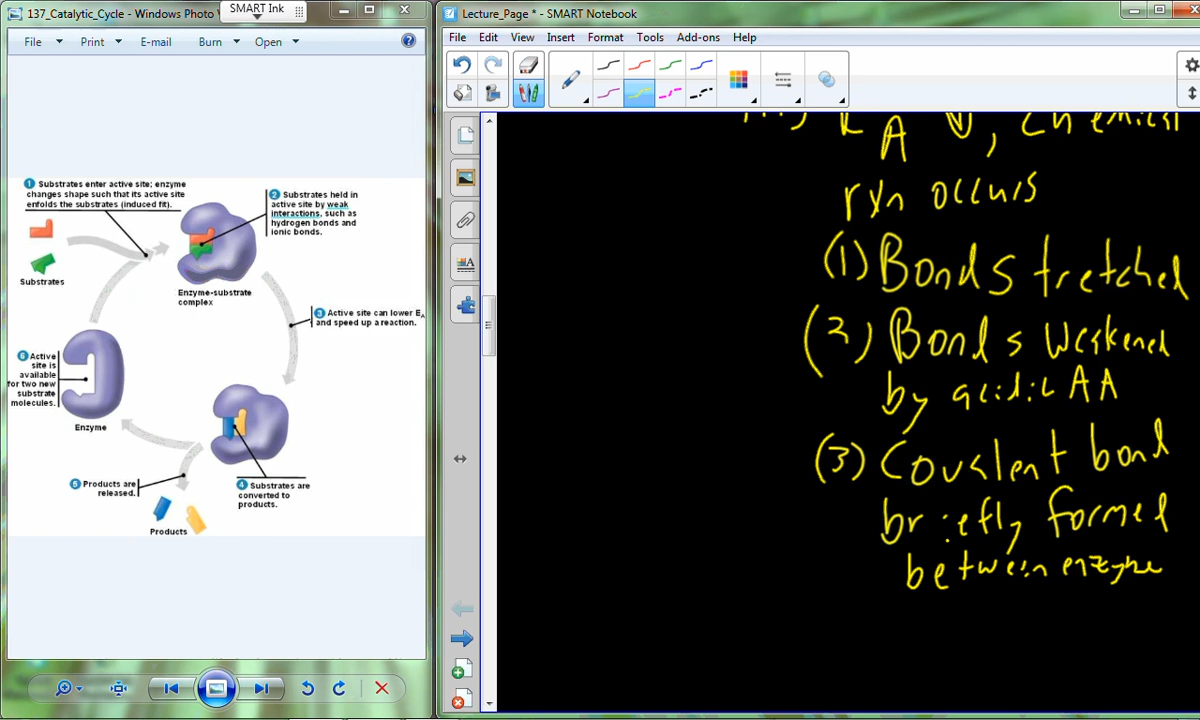 137_Catalytic_Cycle - Windows Photo V
SMART Ink
File Print E-mail Burn Open
1 Substrates enter active site; enzyme
changes shape such that its active site
enfolds the substrates (induced fit).
2 Substrates held in
active site by weak
interactions, such as
hydrogen bonds and
ionic bonds.
Substrates
Enzyme-substrate
complex
3 Active site can lower EA
and speed up a reaction.
6 Active
site is
available
for two new
substrate
molecules.
Enzyme
5 Products are
released.
4 Substrates are
converted to
products.
Products
Lecture_Page * - SMART Notebook
File Edit View Insert Format Tools Add-ons Help
EA ↓, Chemical
rxn occurs
(1) Bonds tretched
(2) Bonds weakened
by acidic AA
(3) Covalent bond
briefly formed
between enzyme